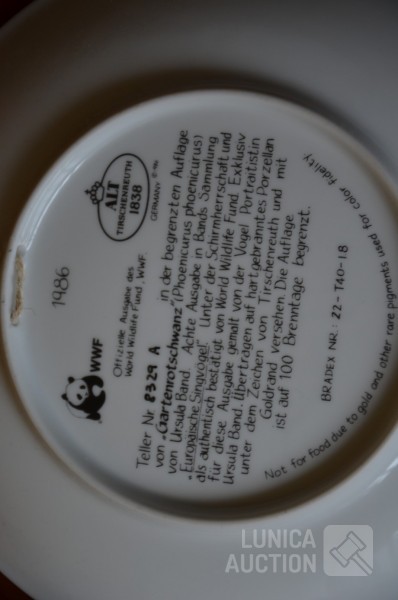 1986
WWF
Offizielle Ausgabe des
World Wildlife Fund, WWF.
ALT
TIRSCHENREUTH
1838
GERMANY
Teller Nr 8329 A in der begrenzten Auflage
von „Gartenrotschwanz“ (Phoenicurus phoenicurus)
von Ursula Band. Achte Ausgabe in Bands Sammlung
„Europäische Singvögel“. Unter der Schirmherrschaft und
als authentisch bestätigt von World Wildlife Fund. Exklusiv
für diese Ausgabe gemalt von der Vogel Portraitistin
Ursula Band. Übertragen auf hartgebranntes Porzellan
unter dem Zeichen von Tirschenreuth und mit
Goldrand versehen. Die Auflage
ist auf 100 Brenntage begrenzt.
BRADEX NR.: 22-T40-1.8
Not for food due to gold and other rare pigments used for color fidelity
LUNICA
AUCTION